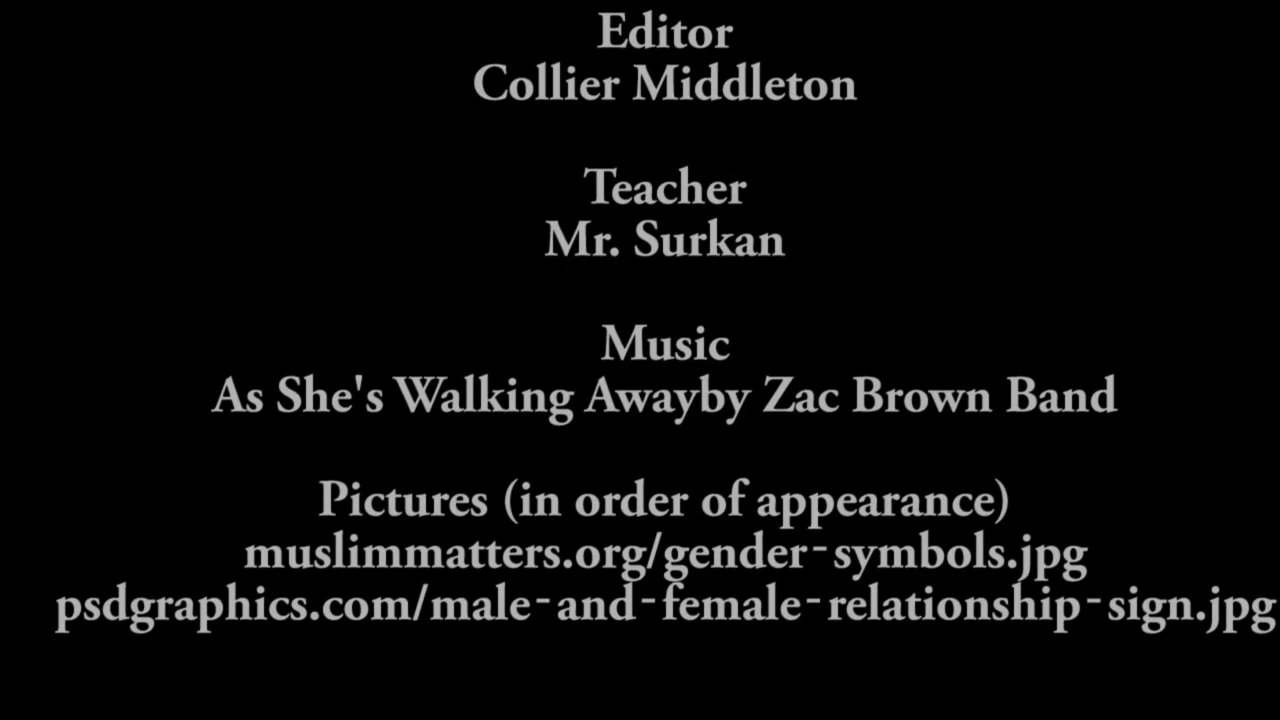 Editor
Collier Middleton
Teacher
Mr. Surkan
Music
As She's Walking Awayby Zac Brown Band
Pictures (in order of appearance)
muslimmatters.org/gender-symbols.jpg
psdgraphics.com/male-and-female-relationship-sign.jpg